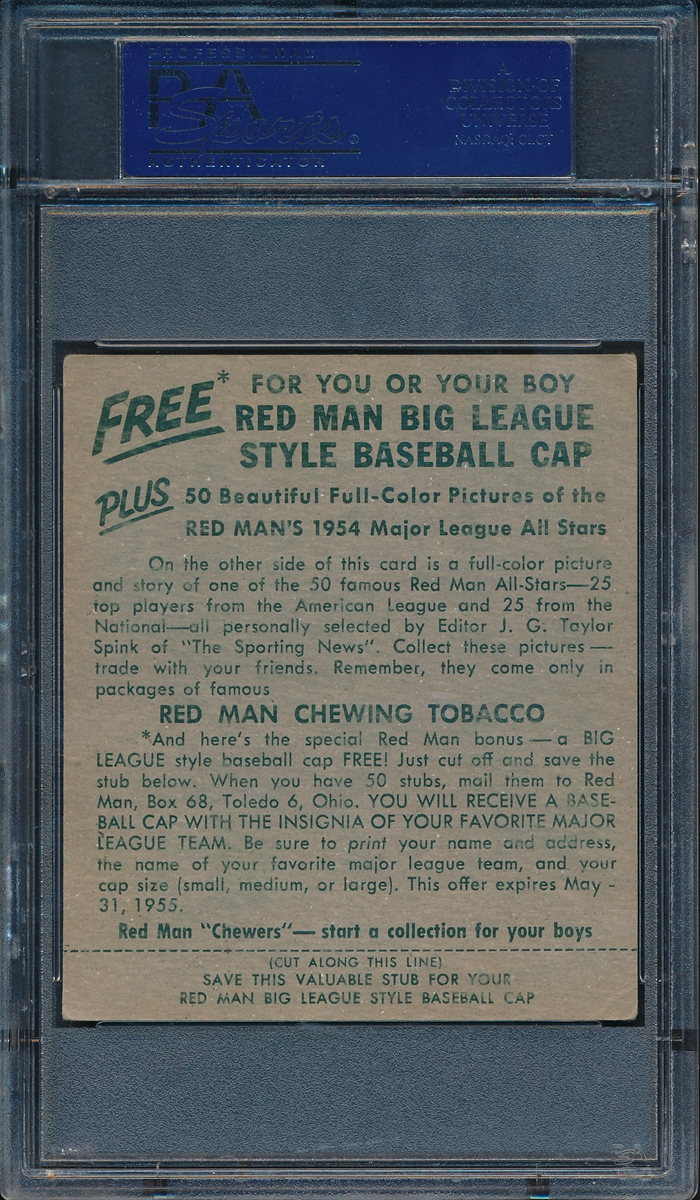 PROFESSIONAL
PSA
Sports®
AUTHENTICATOR
A
DIVISION OF
COLLECTORS
UNIVERSE
NASDAQ: CLCT
FREE* FOR YOU OR YOUR BOY
RED MAN BIG LEAGUE
STYLE BASEBALL CAP
PLUS 50 Beautiful Full-Color Pictures of the
RED MAN'S 1954 Major League All Stars
On the other side of this card is a full-color picture
and story of one of the 50 famous Red Man All-Stars—25
top players from the American League and 25 from the
National—all personally selected by Editor J. G. Taylor
Spink of "The Sporting News". Collect these pictures—
trade with your friends. Remember, they come only in
packages of famous
RED MAN CHEWING TOBACCO
*And here's the special Red Man bonus—a BIG
LEAGUE style baseball cap FREE! Just cut off and save the
stub below. When you have 50 stubs, mail them to Red
Man, Box 68, Toledo 6, Ohio. YOU WILL RECEIVE A BASE-
BALL CAP WITH THE INSIGNIA OF YOUR FAVORITE MAJOR
LEAGUE TEAM. Be sure to print your name and address,
the name of your favorite major league team, and your
cap size (small, medium, or large). This offer expires May -
31, 1955.
Red Man "Chewers"—start a collection for your boys
(CUT ALONG THIS LINE)
SAVE THIS VALUABLE STUB FOR YOUR
RED MAN BIG LEAGUE STYLE BASEBALL CAP